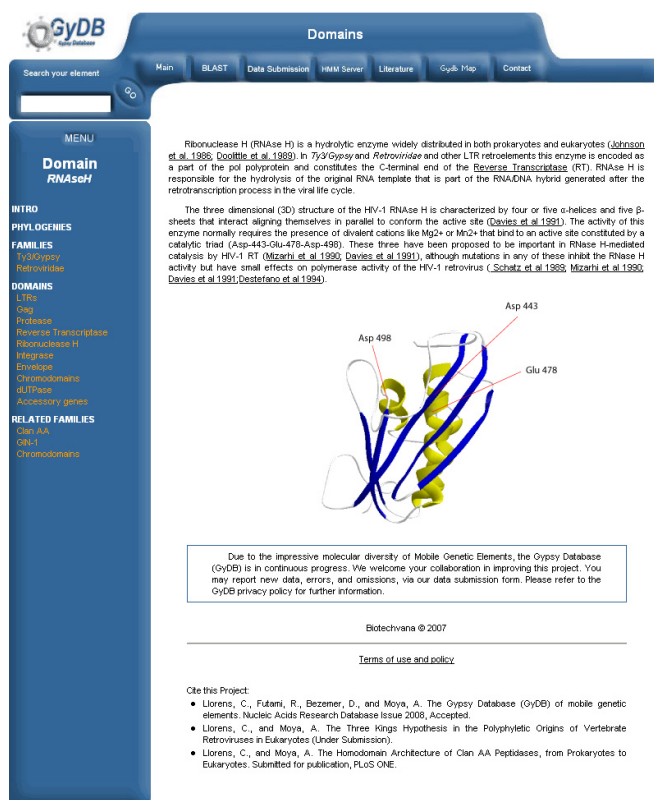 GyDB
Gypsy Database
Domains
Search your element
GO
Main
BLAST
Data Submission
HMM Server
Literature
Gydb Map
Contact
MENU
Domain
RNAseH
INTRO
PHYLOGENIES
FAMILIES
Ty3/Gypsy
Retroviridae
DOMAINS
LTRs
Gag
Protease
Reverse Transcriptase
Ribonuclease H
Integrase
Envelope
Chromodomains
dUTPase
Accessory genes
RELATED FAMILIES
Clan AA
GIN-1
Chromodomains
Ribonuclease H (RNAse H) is a hydrolytic enzyme widely distributed in both prokaryotes and eukaryotes (Johnson
et al. 1986; Doolittle et al. 1989). In Ty3/Gypsy and Retroviridae and other LTR retroelements this enzyme is encoded as
a part of the pol polyprotein and constitutes the C-terminal end of the Reverse Transcriptase (RT). RNAse H is
responsible for the hydrolysis of the original RNA template that is part of the RNA/DNA hybrid generated after the
retrotranscription process in the viral life cycle.
The three dimensional (3D) structure of the HIV-1 RNase H is characterized by four or five α-helices and five β-
sheets that interact aligning themselves in parallel to conform the active site (Davies et al 1991). The activity of this
enzyme normally requires the presence of divalent cations like Mg2+ or Mn2+ that bind to an active site constituted by a
catalytic triad (Asp-443-Glu-478-Asp-498). These three have been proposed to be important in RNase H-mediated
catalysis by HIV-1 RT (Mizarhi et al 1990; Davies et al 1991), although mutations in any of these inhibit the RNase H
activity but have small effects on polymerase activity of the HIV-1 retrovirus ( Schatz et al 1989; Mizarhi et al 1990;
Davies et al 1991;Destefano et al 1994).
Asp 443
Asp 498
Glu 478
Due to the impressive molecular diversity of Mobile Genetic Elements, the Gypsy Database
(GyDB) is in continuous progress. We welcome your collaboration in improving this project. You
may report new data, errors, and omissions, via our data submission form. Please refer to the
GyDB privacy policy for further information.
Biotechvana © 2007
Terms of use and policy
Cite this Project:
• Llorens, C., Futami, R., Bezemer, D., and Moya, A. The Gypsy Database (GyDB) of mobile genetic
elements. Nucleic Acids Research Database Issue 2008, Accepted.
• Llorens, C., and Moya, A. The Three Kings Hypothesis in the Polyphyletic Origins of Vertebrate
Retroviruses in Eukaryotes (Under Submission).
• Llorens, C., and Moya, A. The Homodomain Architecture of Clan AA Peptidases, from Prokaryotes to
Eukaryotes. Submitted for publication, PLoS ONE.